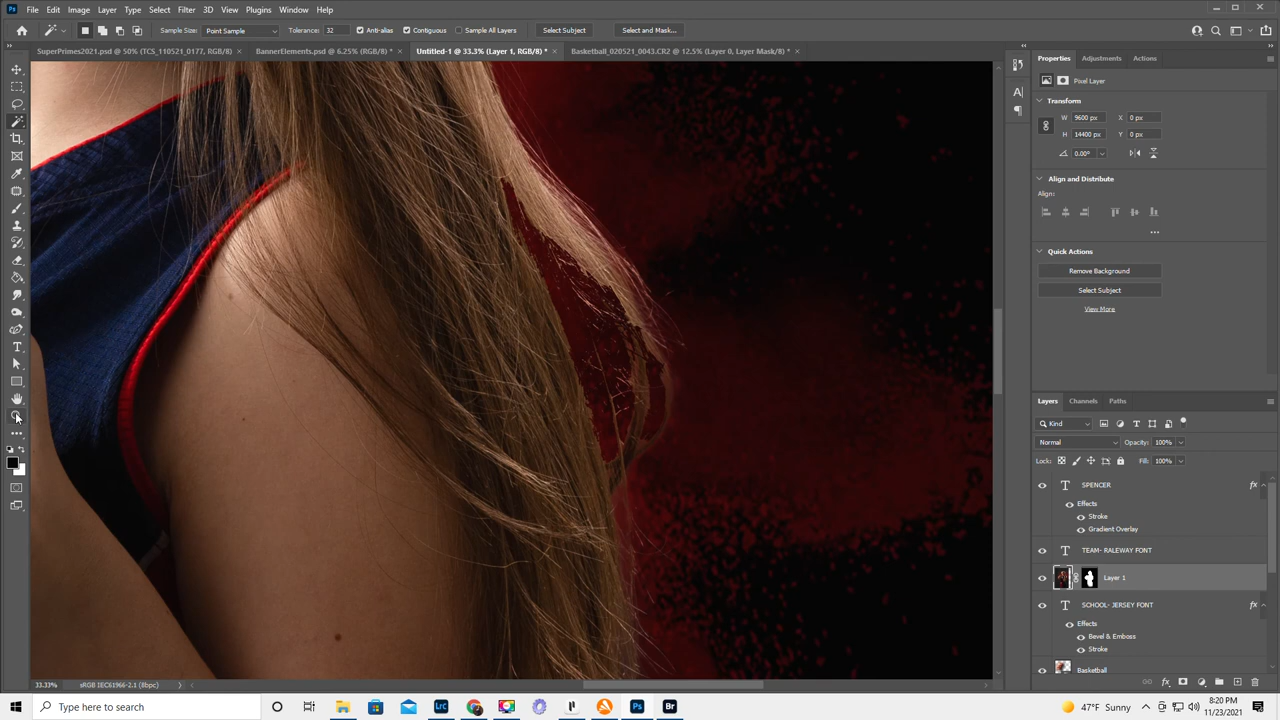 Ps File Edit Image Layer Type Select Filter 3D View Plugins Window Help
Sample Size: Point Sample Tolerance: 32 Anti-alias Contiguous Sample All Layers Select Subject Select and Mask...
SuperPrimes2021.psd @ 50% (TCS_110521_0177, RGB/8) × BannerElements.psd @ 6.25% (RGB/8) * × Untitled-1 @ 33.3% (Layer 1, RGB/8) * × Basketball_020521_0043.CR2 @ 12.5% (Layer 0, Layer Mask/8) * ×
Properties Adjustments Actions
Pixel Layer
Transform
W 9600 px X 0 px
H 14400 px Y 0 px
0.00°
Align and Distribute
Align:
Quick Actions
Remove Background
Select Subject
View More
Layers Channels Paths
Kind
Normal Opacity: 100%
Lock: Fill: 100%
T SPENCER fx
Effects
Stroke
Gradient Overlay
T TEAM- RALEWAY FONT
Layer 1
T SCHOOL- JERSEY FONT fx
Effects
Bevel & Emboss
Stroke
Basketball
33.33% sRGB IEC61966-2.1 (8bpc)
Type here to search Lrc Ps Br 47°F Sunny 8:20 PM
11/23/2021